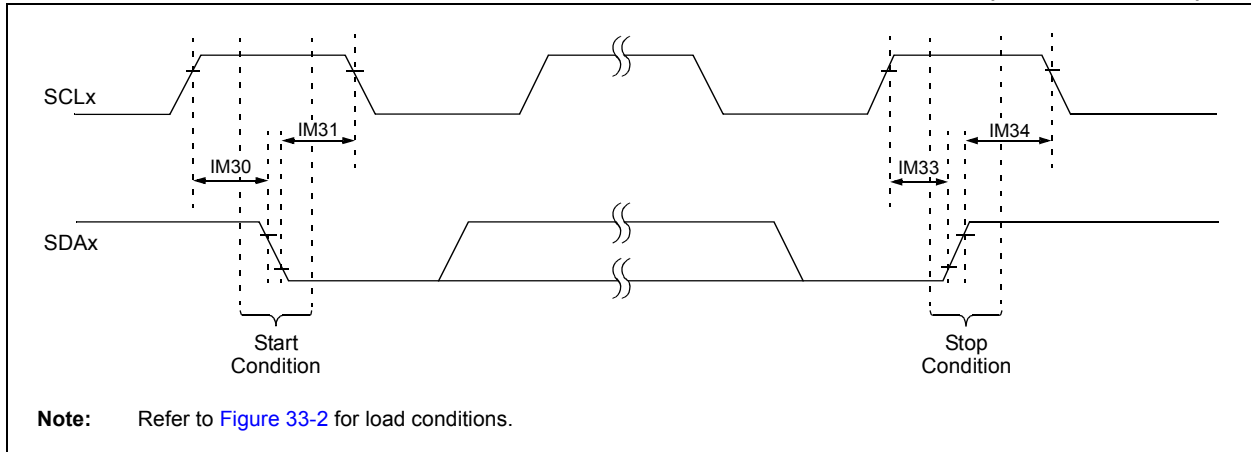 SCLx
IM31
IM34
IM30
IM33
SDAx
Start
Condition
Stop
Condition
Note: Refer to Figure 33-2 for load conditions.